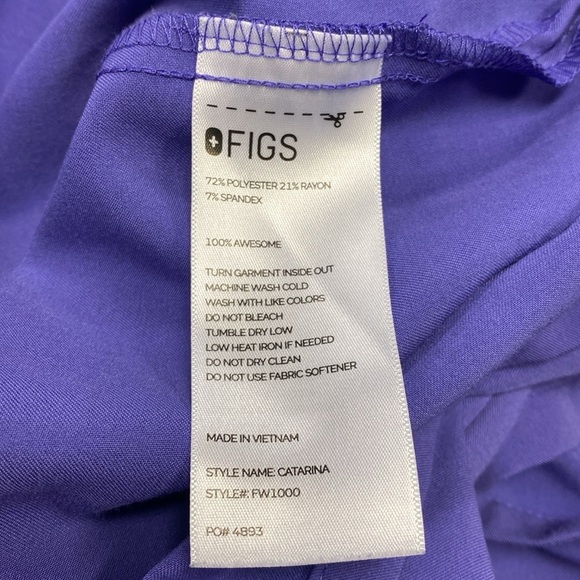 FIGS
72% POLYESTER 21% RAYON
7% SPANDEX
100% AWESOME
TURN GARMENT INSIDE OUT
MACHINE WASH COLD
WASH WITH LIKE COLORS
DO NOT BLEACH
TUMBLE DRY LOW
LOW HEAT IRON IF NEEDED
DO NOT DRY CLEAN
DO NOT USE FABRIC SOFTENER
MADE IN VIETNAM
STYLE NAME: CATARINA
STYLE#: FW1000
PO# 4893